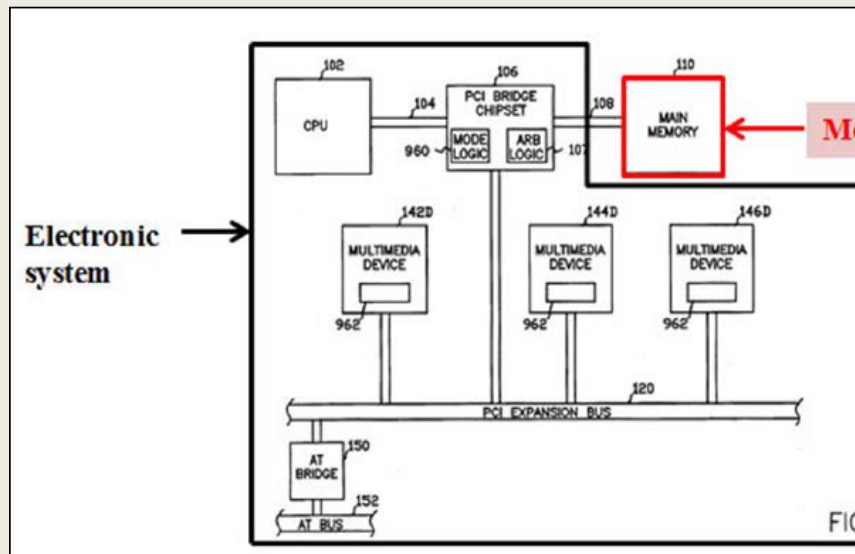 102
106
110
PCI BRIDGE
CHIPSET
104
108
CPU
MAIN
MEMORY
MODE
LOGIC
ARB
LOGIC
960
142D
144D
146D
Electronic
system
MULTIMEDIA
DEVICE
MULTIMEDIA
DEVICE
MULTIMEDIA
DEVICE
962
962
962
120
PCI EXPANSION BUS
150
AT
BRIDGE
152
AT BUS